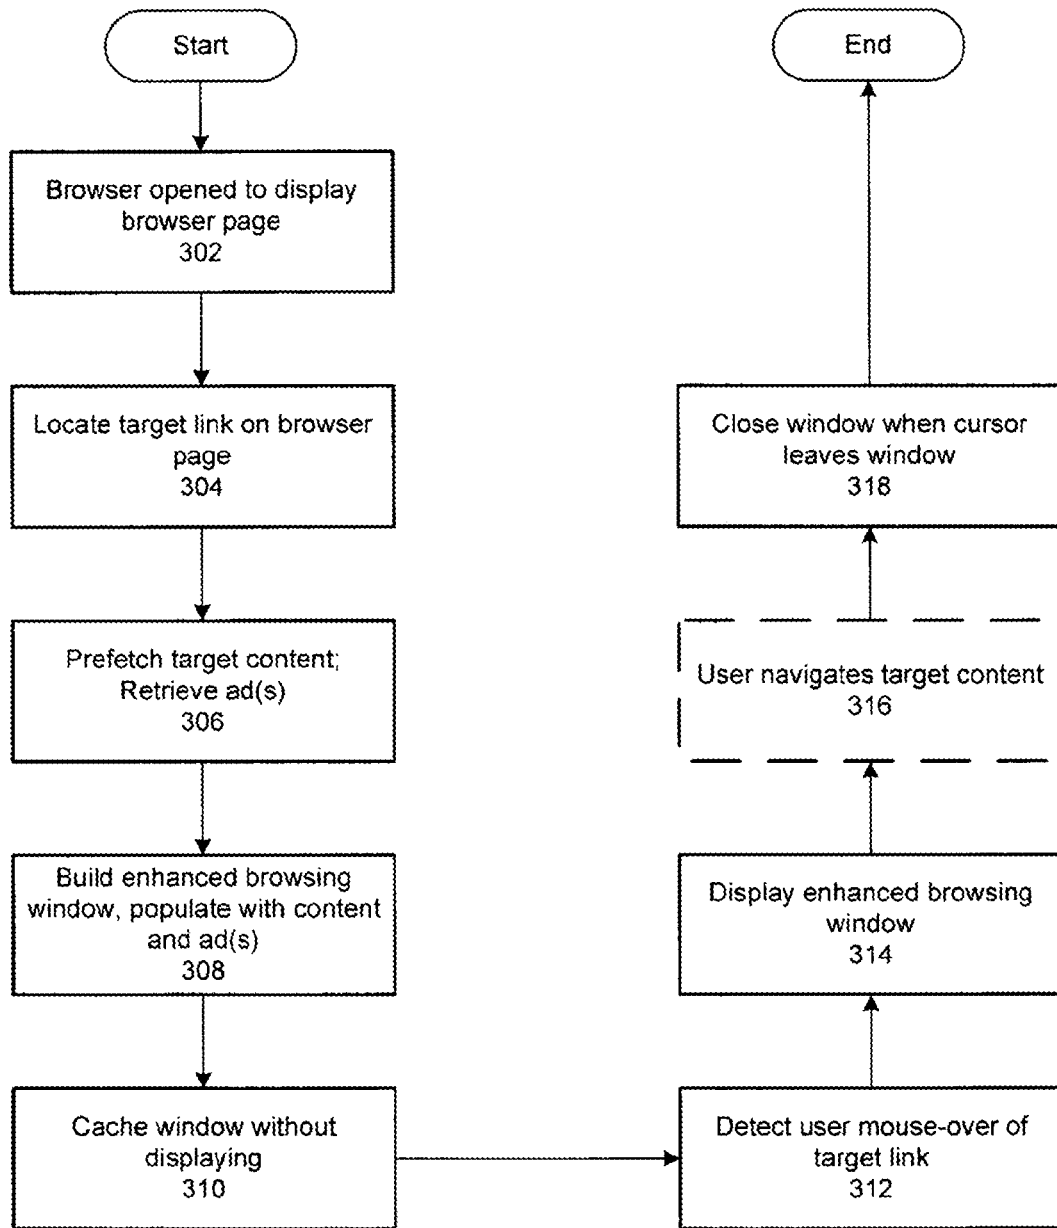 Start
Browser opened to display
browser page
302
Locate target link on browser
page
304
Prefetch target content;
Retrieve ad(s)
306
Build enhanced browsing
window, populate with content
and ad(s)
308
Cache window without
displaying
310
Detect user mouse-over of
target link
312
Display enhanced browsing
window
314
User navigates target content
316
Close window when cursor
leaves window
318
End